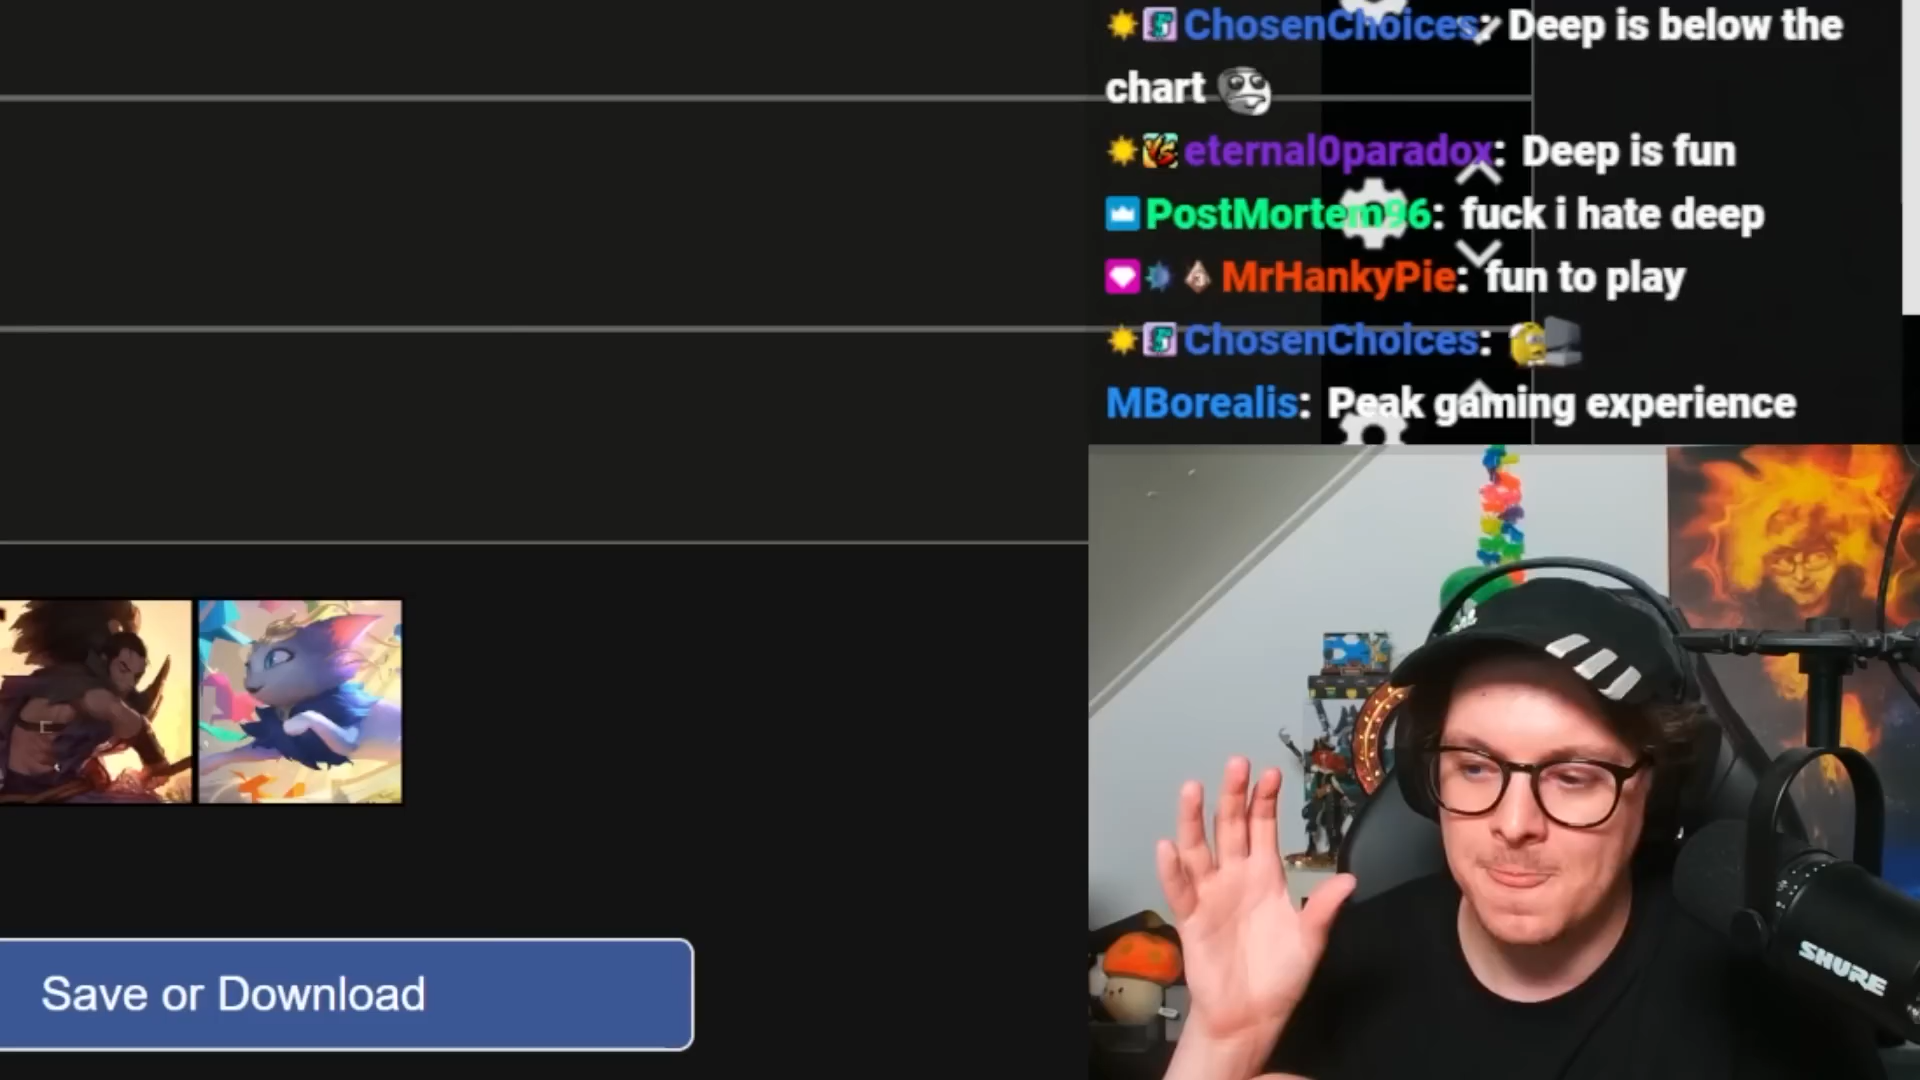 ChosenChoices: Deep is below the
chart
eternal0paradox: Deep is fun
PostMortem96: fuck i hate deep
MrHankyPie: fun to play
ChosenChoices:
MBorealis: Peak gaming experience
Save or Download
SHURE